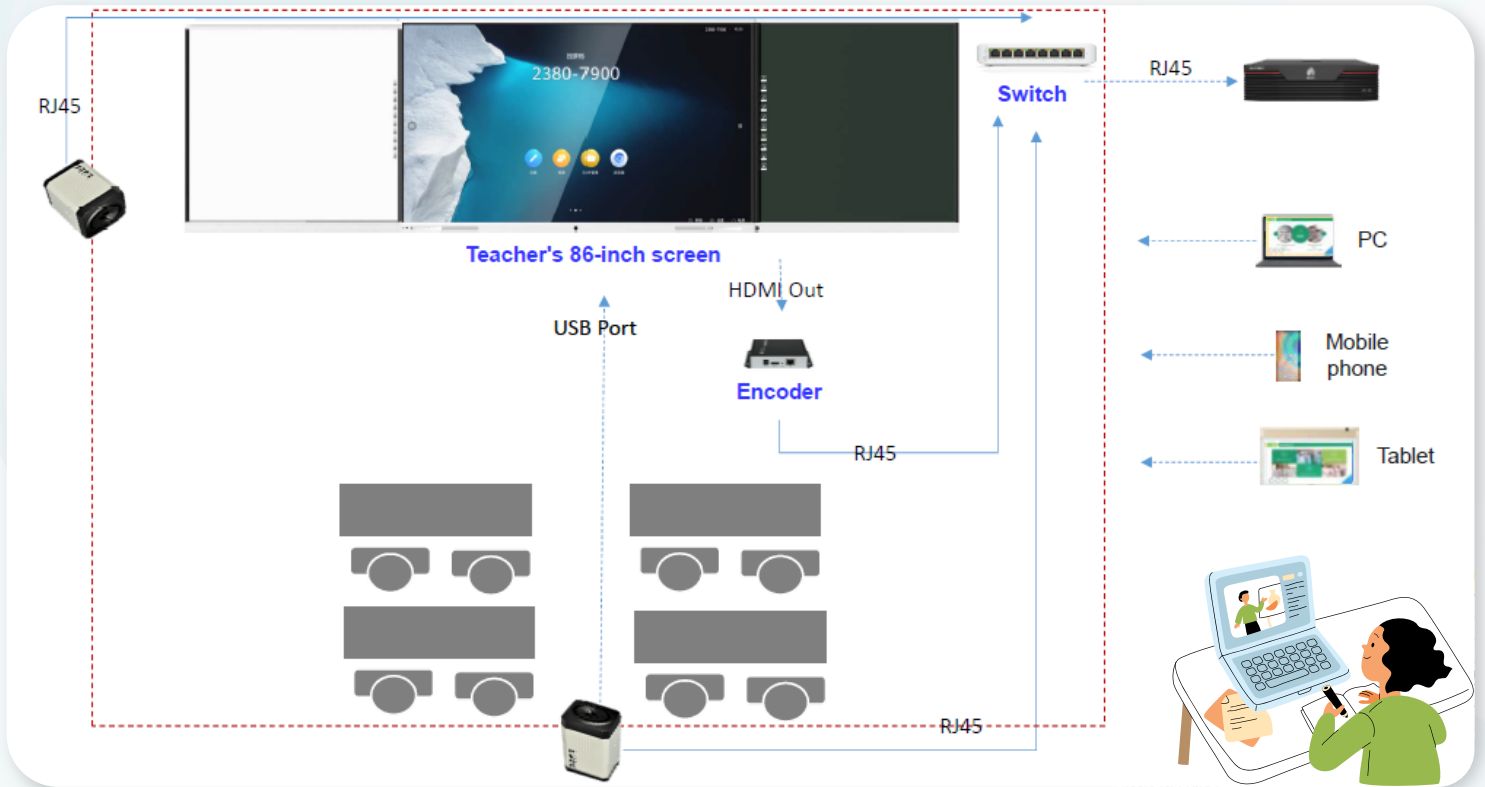 RJ45
2380-7900
Switch
RJ45
Teacher's 86-inch screen
HDMI Out
USB Port
Encoder
RJ45
RJ45
PC
Mobile
phone
Tablet